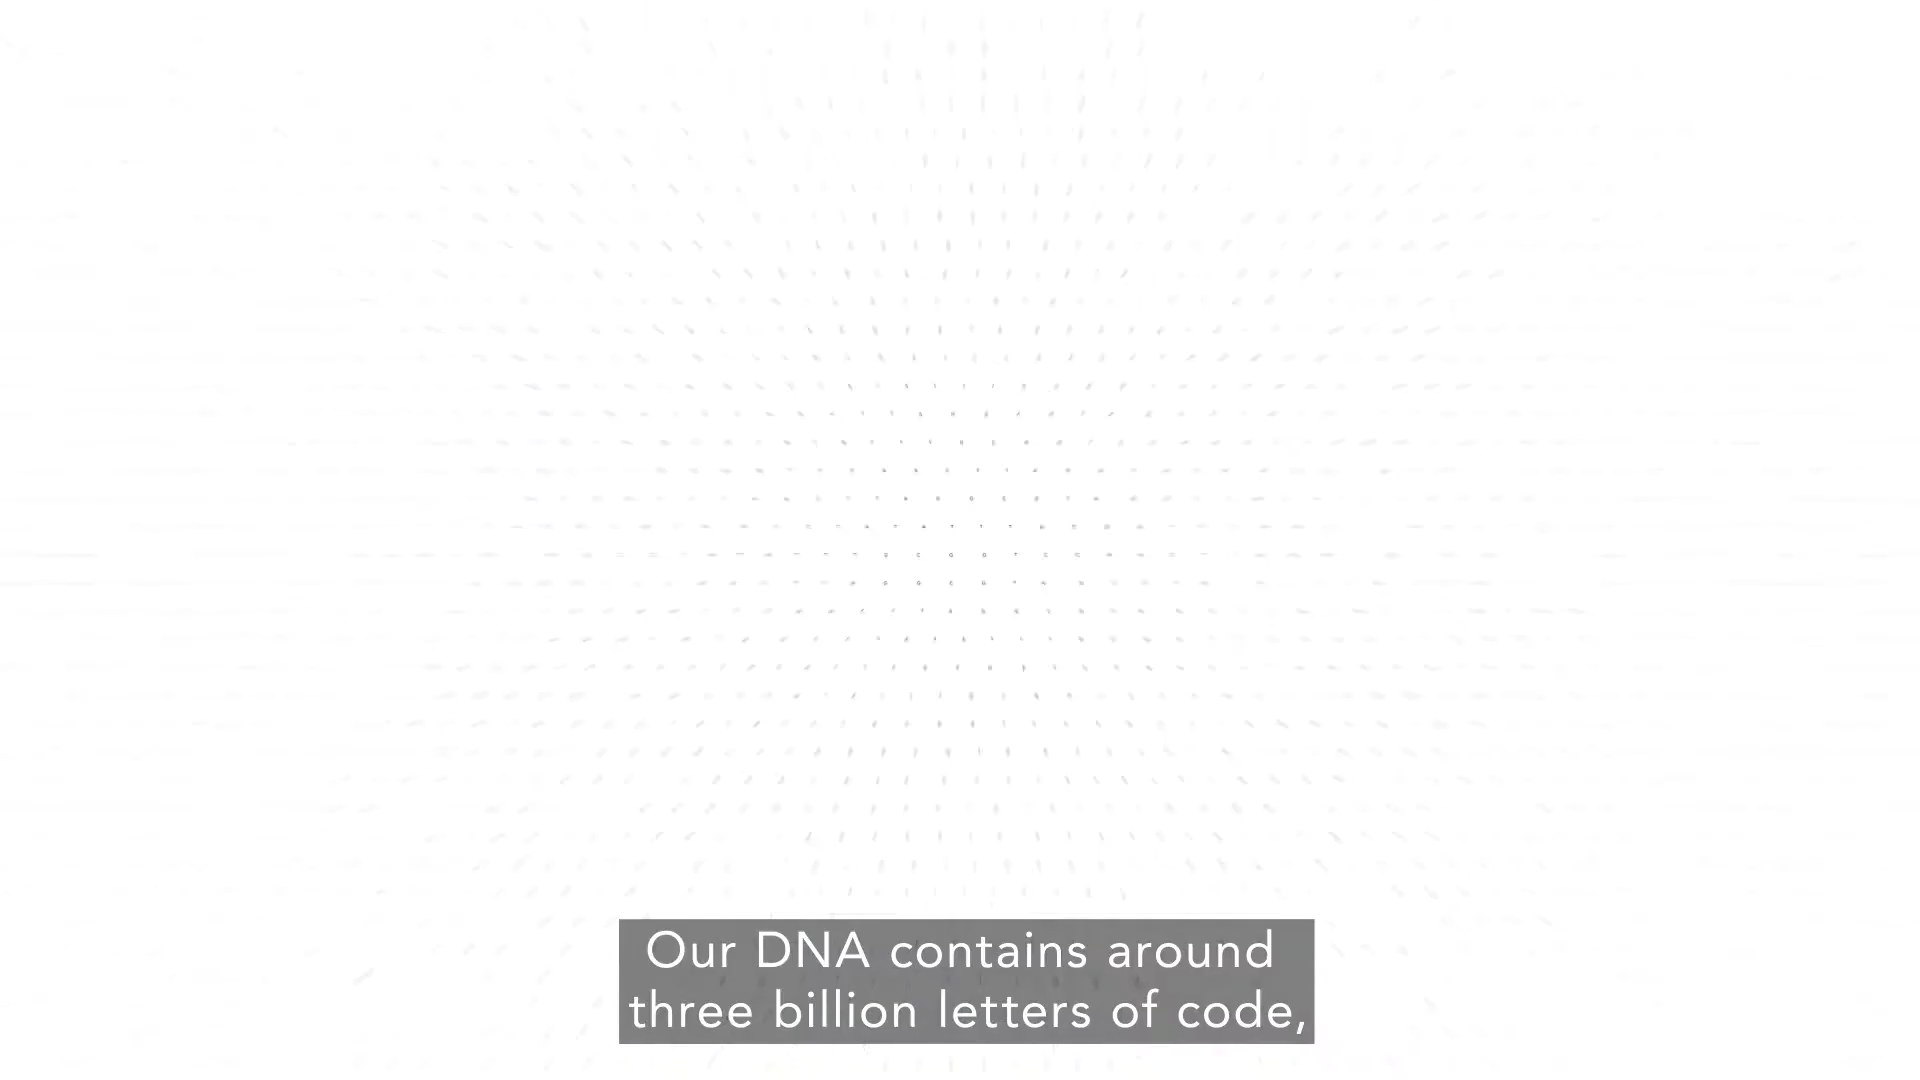 Our DNA contains around
three billion letters of code,